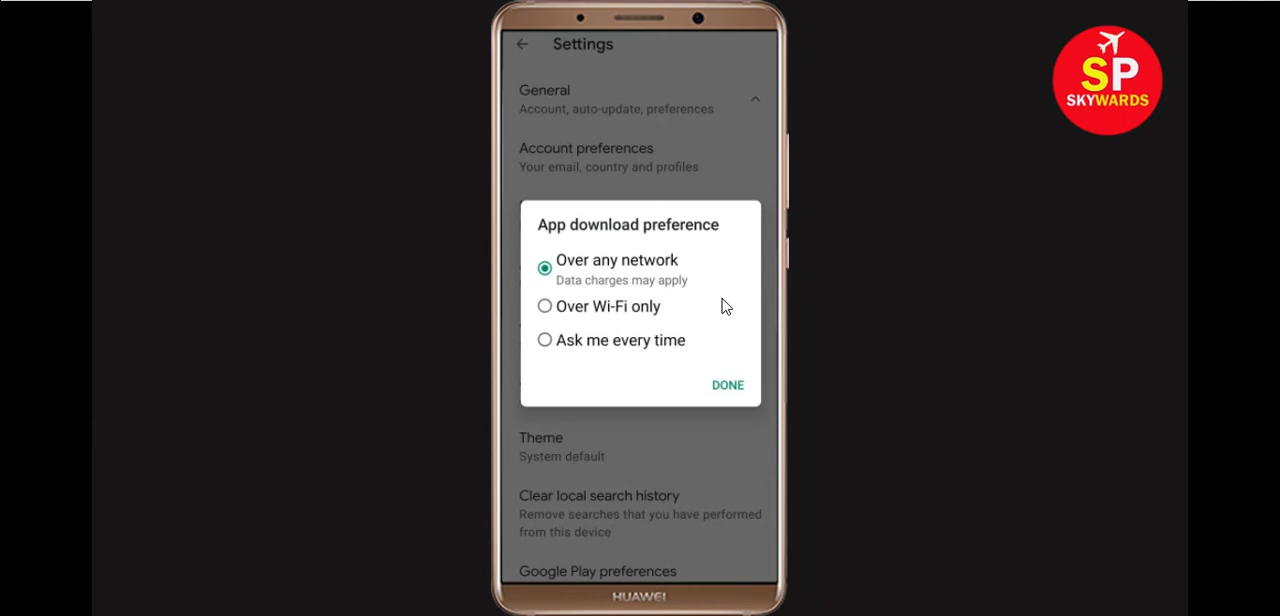 Settings
General
Account, auto-update, preferences
Account preferences
Your email, country and profiles
App download preference
Over any network
Data charges may apply
Over Wi-Fi only
Ask me every time
DONE
Theme
System default
Clear local search history
Remove searches that you have performed
from this device
Google Play preferences
HUAWEI
SP
SKYWARDS